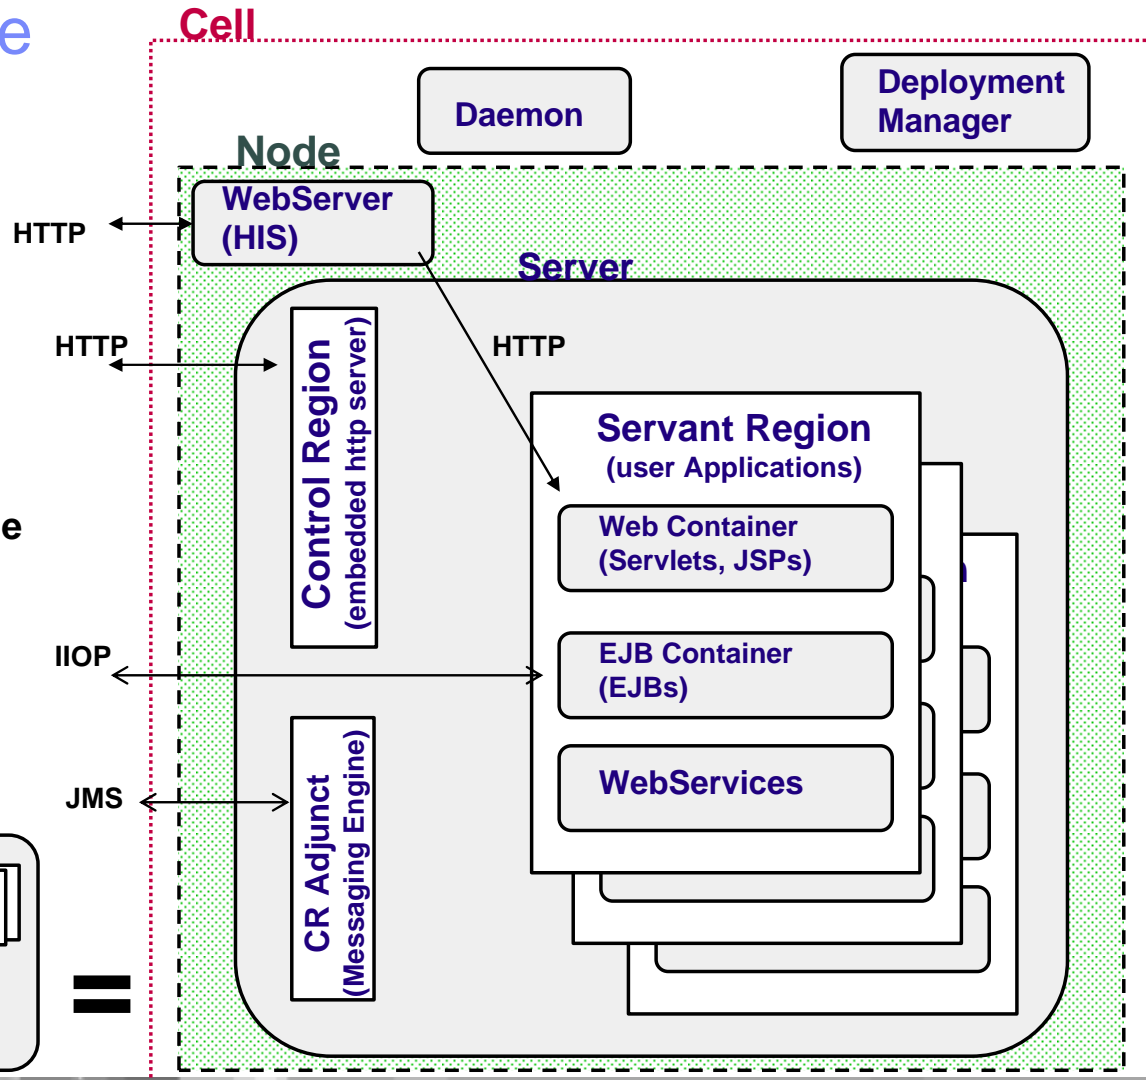 e
Cell
Daemon
Deployment
Manager
Node
WebServer
(HIS)
HTTP
Server
HTTP
HTTP
Control Region
(embedded http server)
Servant Region
(user Applications)
Web Container
(Servlets, JSPs)
e
n
IIOP
EJB Container
(EJBs)
JMS
CR Adjunct
(Messaging Engine)
WebServices
=